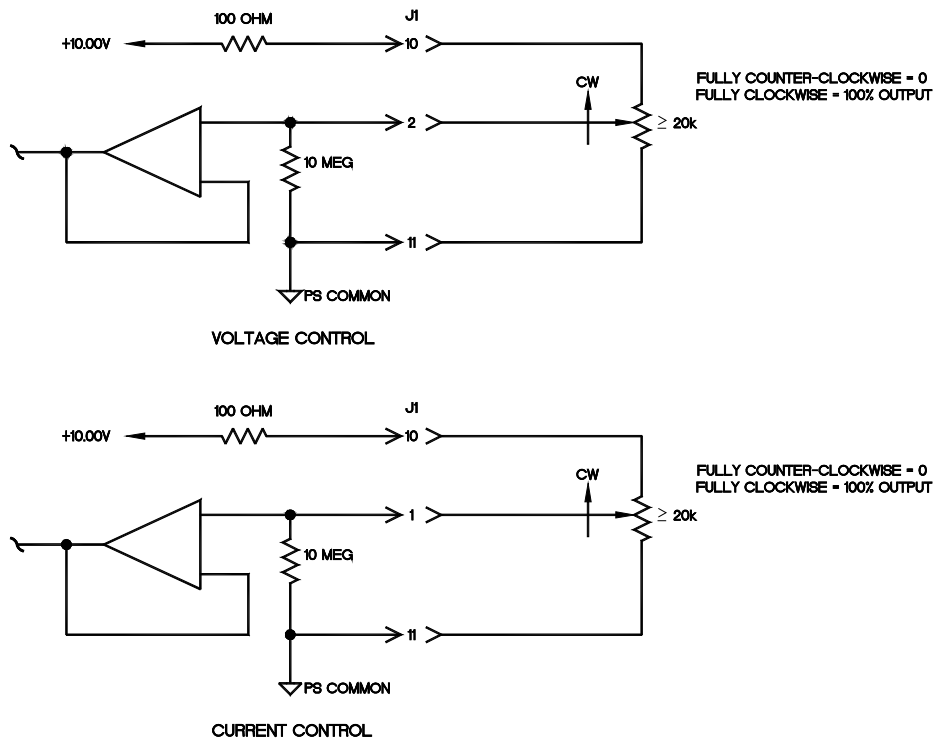 100 OHM
J1
+10.00V
10
FULLY COUNTER-CLOCKWISE = 0
FULLY CLOCKWISE = 100% OUTPUT
CW
2
≥ 20k
10 MEG
11
PS COMMON
VOLTAGE CONTROL
100 OHM
J1
+10.00V
10
FULLY COUNTER-CLOCKWISE = 0
FULLY CLOCKWISE = 100% OUTPUT
CW
1
≥ 20k
10 MEG
11
PS COMMON
CURRENT CONTROL